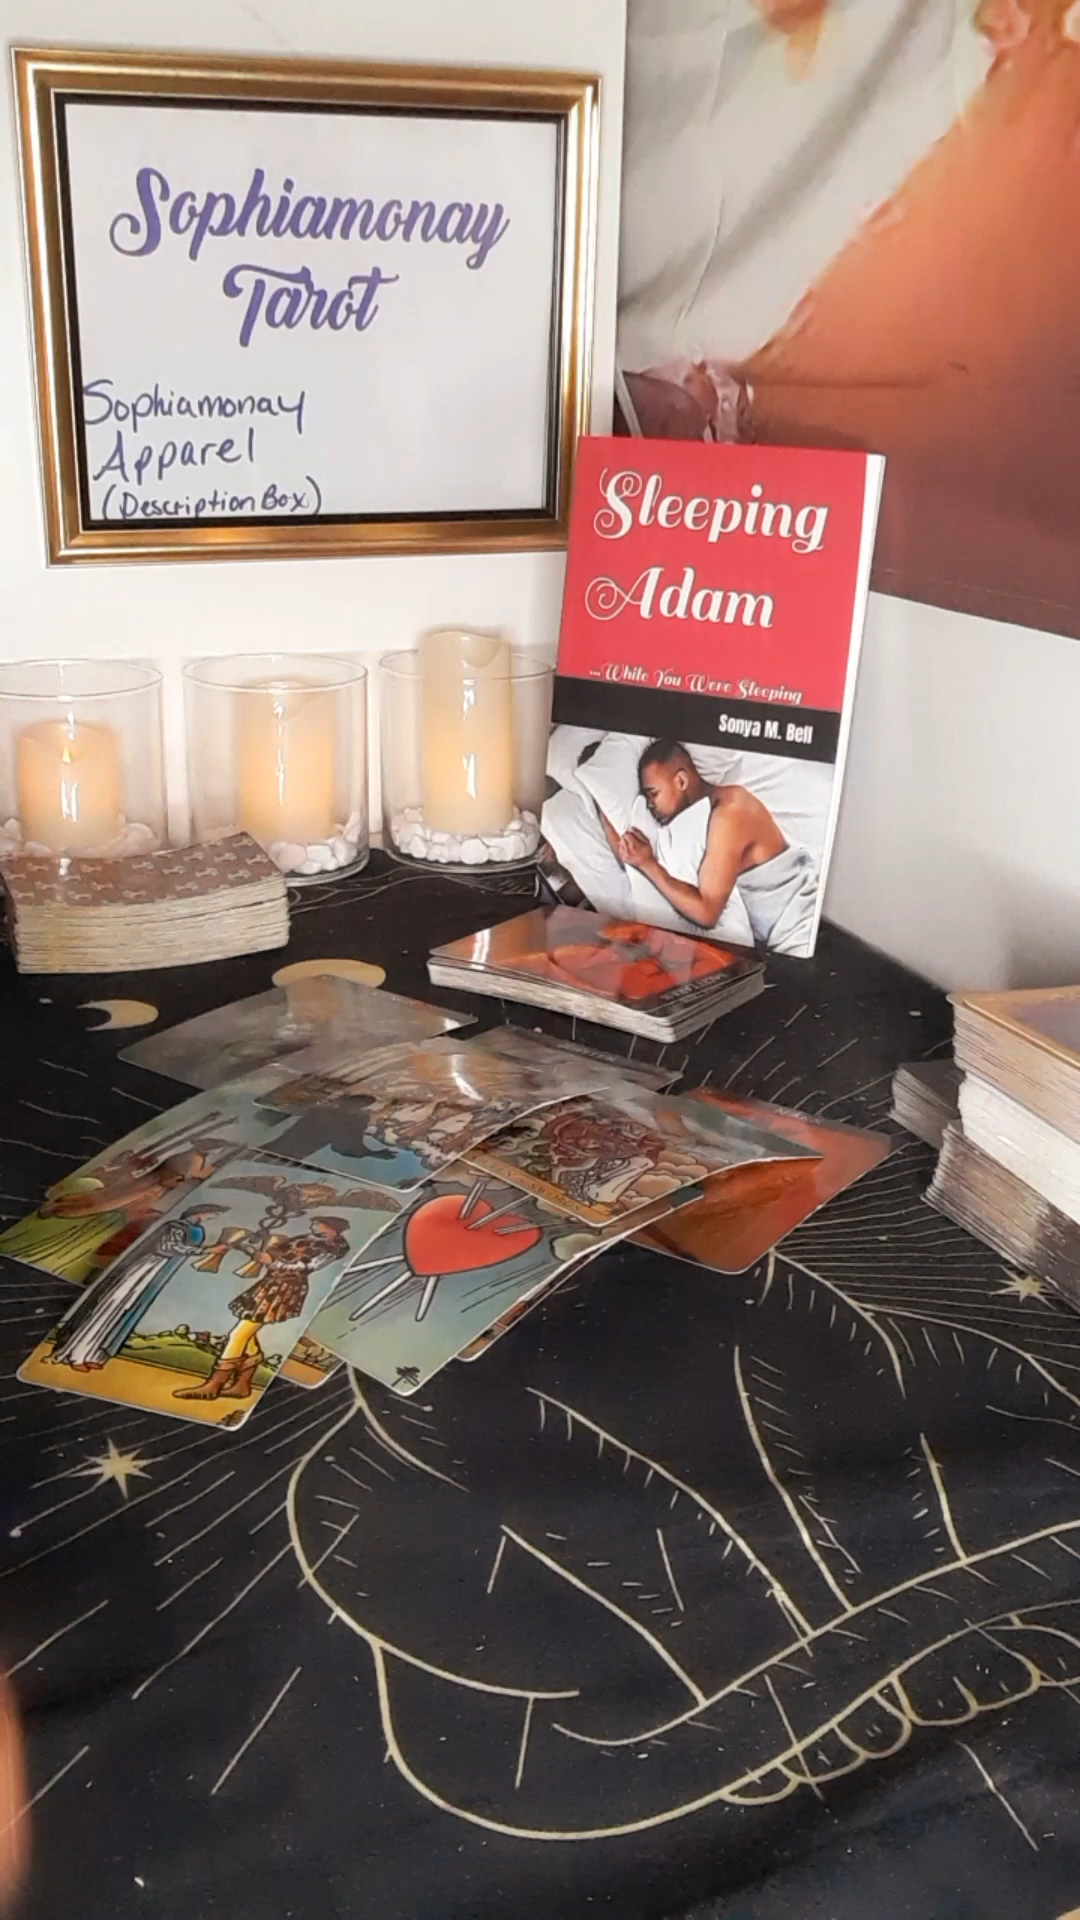 Sophiamonay
Tarot
Sophiamonay
Apparel
(Description Box)
Sleeping
Adam
...While You Were Sleeping
Sonya M. Bell